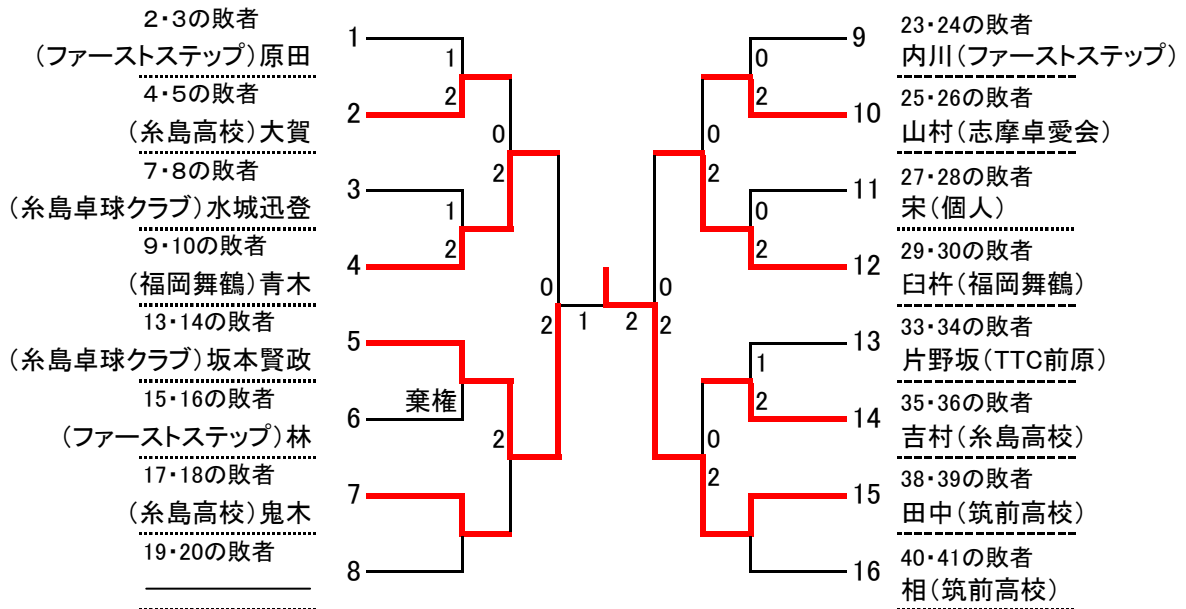 2・3の敗者
(ファーストステップ)原田
4・5の敗者
(糸島高校)大賀
7・8の敗者
(糸島卓球クラブ)水城迅登
9・10の敗者
(福岡舞鶴)青木
13・14の敗者
(糸島卓球クラブ)坂本賢政
15・16の敗者
(ファーストステップ)林
17・18の敗者
(糸島高校)鬼木
19・20の敗者
1
2
3
4
5
6
7
8
1
2
1
2
棄権
0
2
2
0
2
1
2
0
2
0
2
0
2
0
2
0
2
1
2
9
10
11
12
13
14
15
16
23・24の敗者
内川(ファーストステップ)
25・26の敗者
山村(志摩卓愛会)
27・28の敗者
宋(個人)
29・30の敗者
臼杵(福岡舞鶴)
33・34の敗者
片野坂(TTC前原)
35・36の敗者
吉村(糸島高校)
38・39の敗者
田中(筑前高校)
40・41の敗者
相(筑前高校)